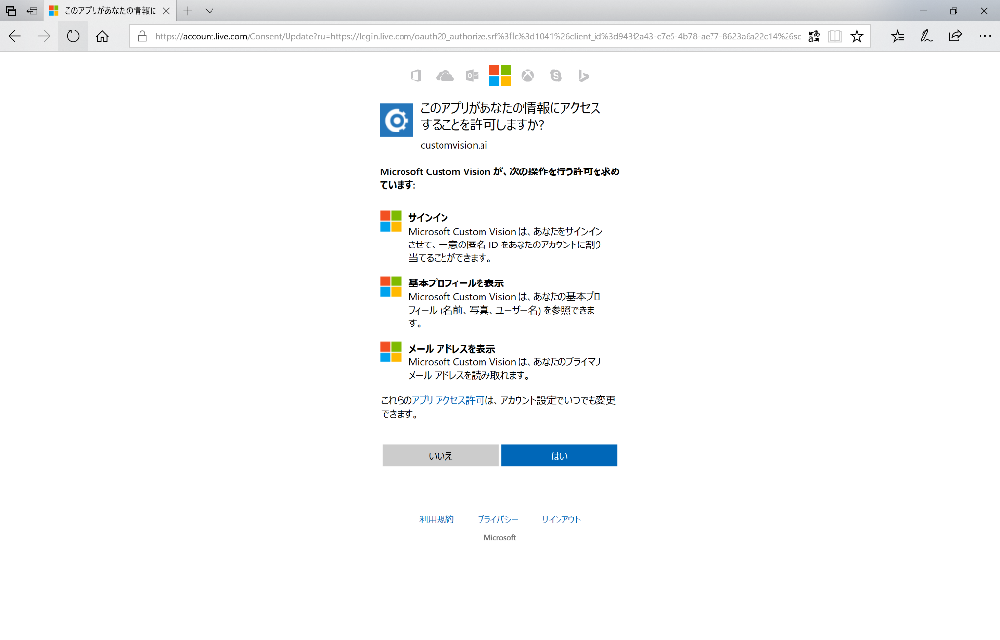 このアプリがあなたの情報に
https://account.live.com/Consent/Update?ru=https://login.live.com/oauth20_authorize.srf%3flc%3d1041%26client_id%3d943f2a43-c7e5-4b78-ae77-8623a6a22c14%26sc
このアプリがあなたの情報にアクセス
することを許可しますか?
customvision.ai
Microsoft Custom Vision が、次の操作を行う許可を求め
ています:
サインイン
Microsoft Custom Vision は、あなたをサインイン
させて、一意の匿名 ID をあなたのアカウントに割り
当てることができます。
基本プロフィールを表示
Microsoft Custom Vision は、あなたの基本プロ
フィール (名前、写真、ユーザー名) を参照できま
す。
メール アドレスを表示
Microsoft Custom Vision は、あなたのプライマリ
メール アドレスを読み取れます。
これらのアプリ アクセス許可は、アカウント設定でいつでも変更
できます。
いいえ はい
利用規約 プライバシー サインアウト
Microsoft